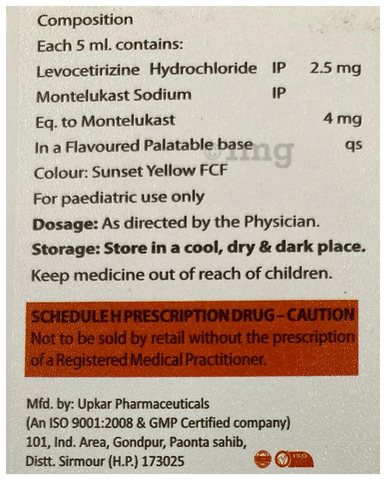 Composition
Each 5 ml. contains:
Levocetirizine Hydrochloride IP 2.5 mg
Montelukast Sodium IP
Eq. to Montelukast 4 mg
In a Flavoured Palatable base qs
Colour: Sunset Yellow FCF
For paediatric use only
Dosage: As directed by the Physician.
Storage: Store in a cool, dry & dark place.
Keep medicine out of reach of children.
SCHEDULE H PRESCRIPTION DRUG – CAUTION
Not to be sold by retail without the prescription
of a Registered Medical Practitioner.
Mfd. by: Upkar Pharmaceuticals
(An ISO 9001:2008 & GMP Certified company)
101, Ind. Area, Gondpur, Paonta sahib,
Distt. Sirmour (H.P.) 173025
ISO